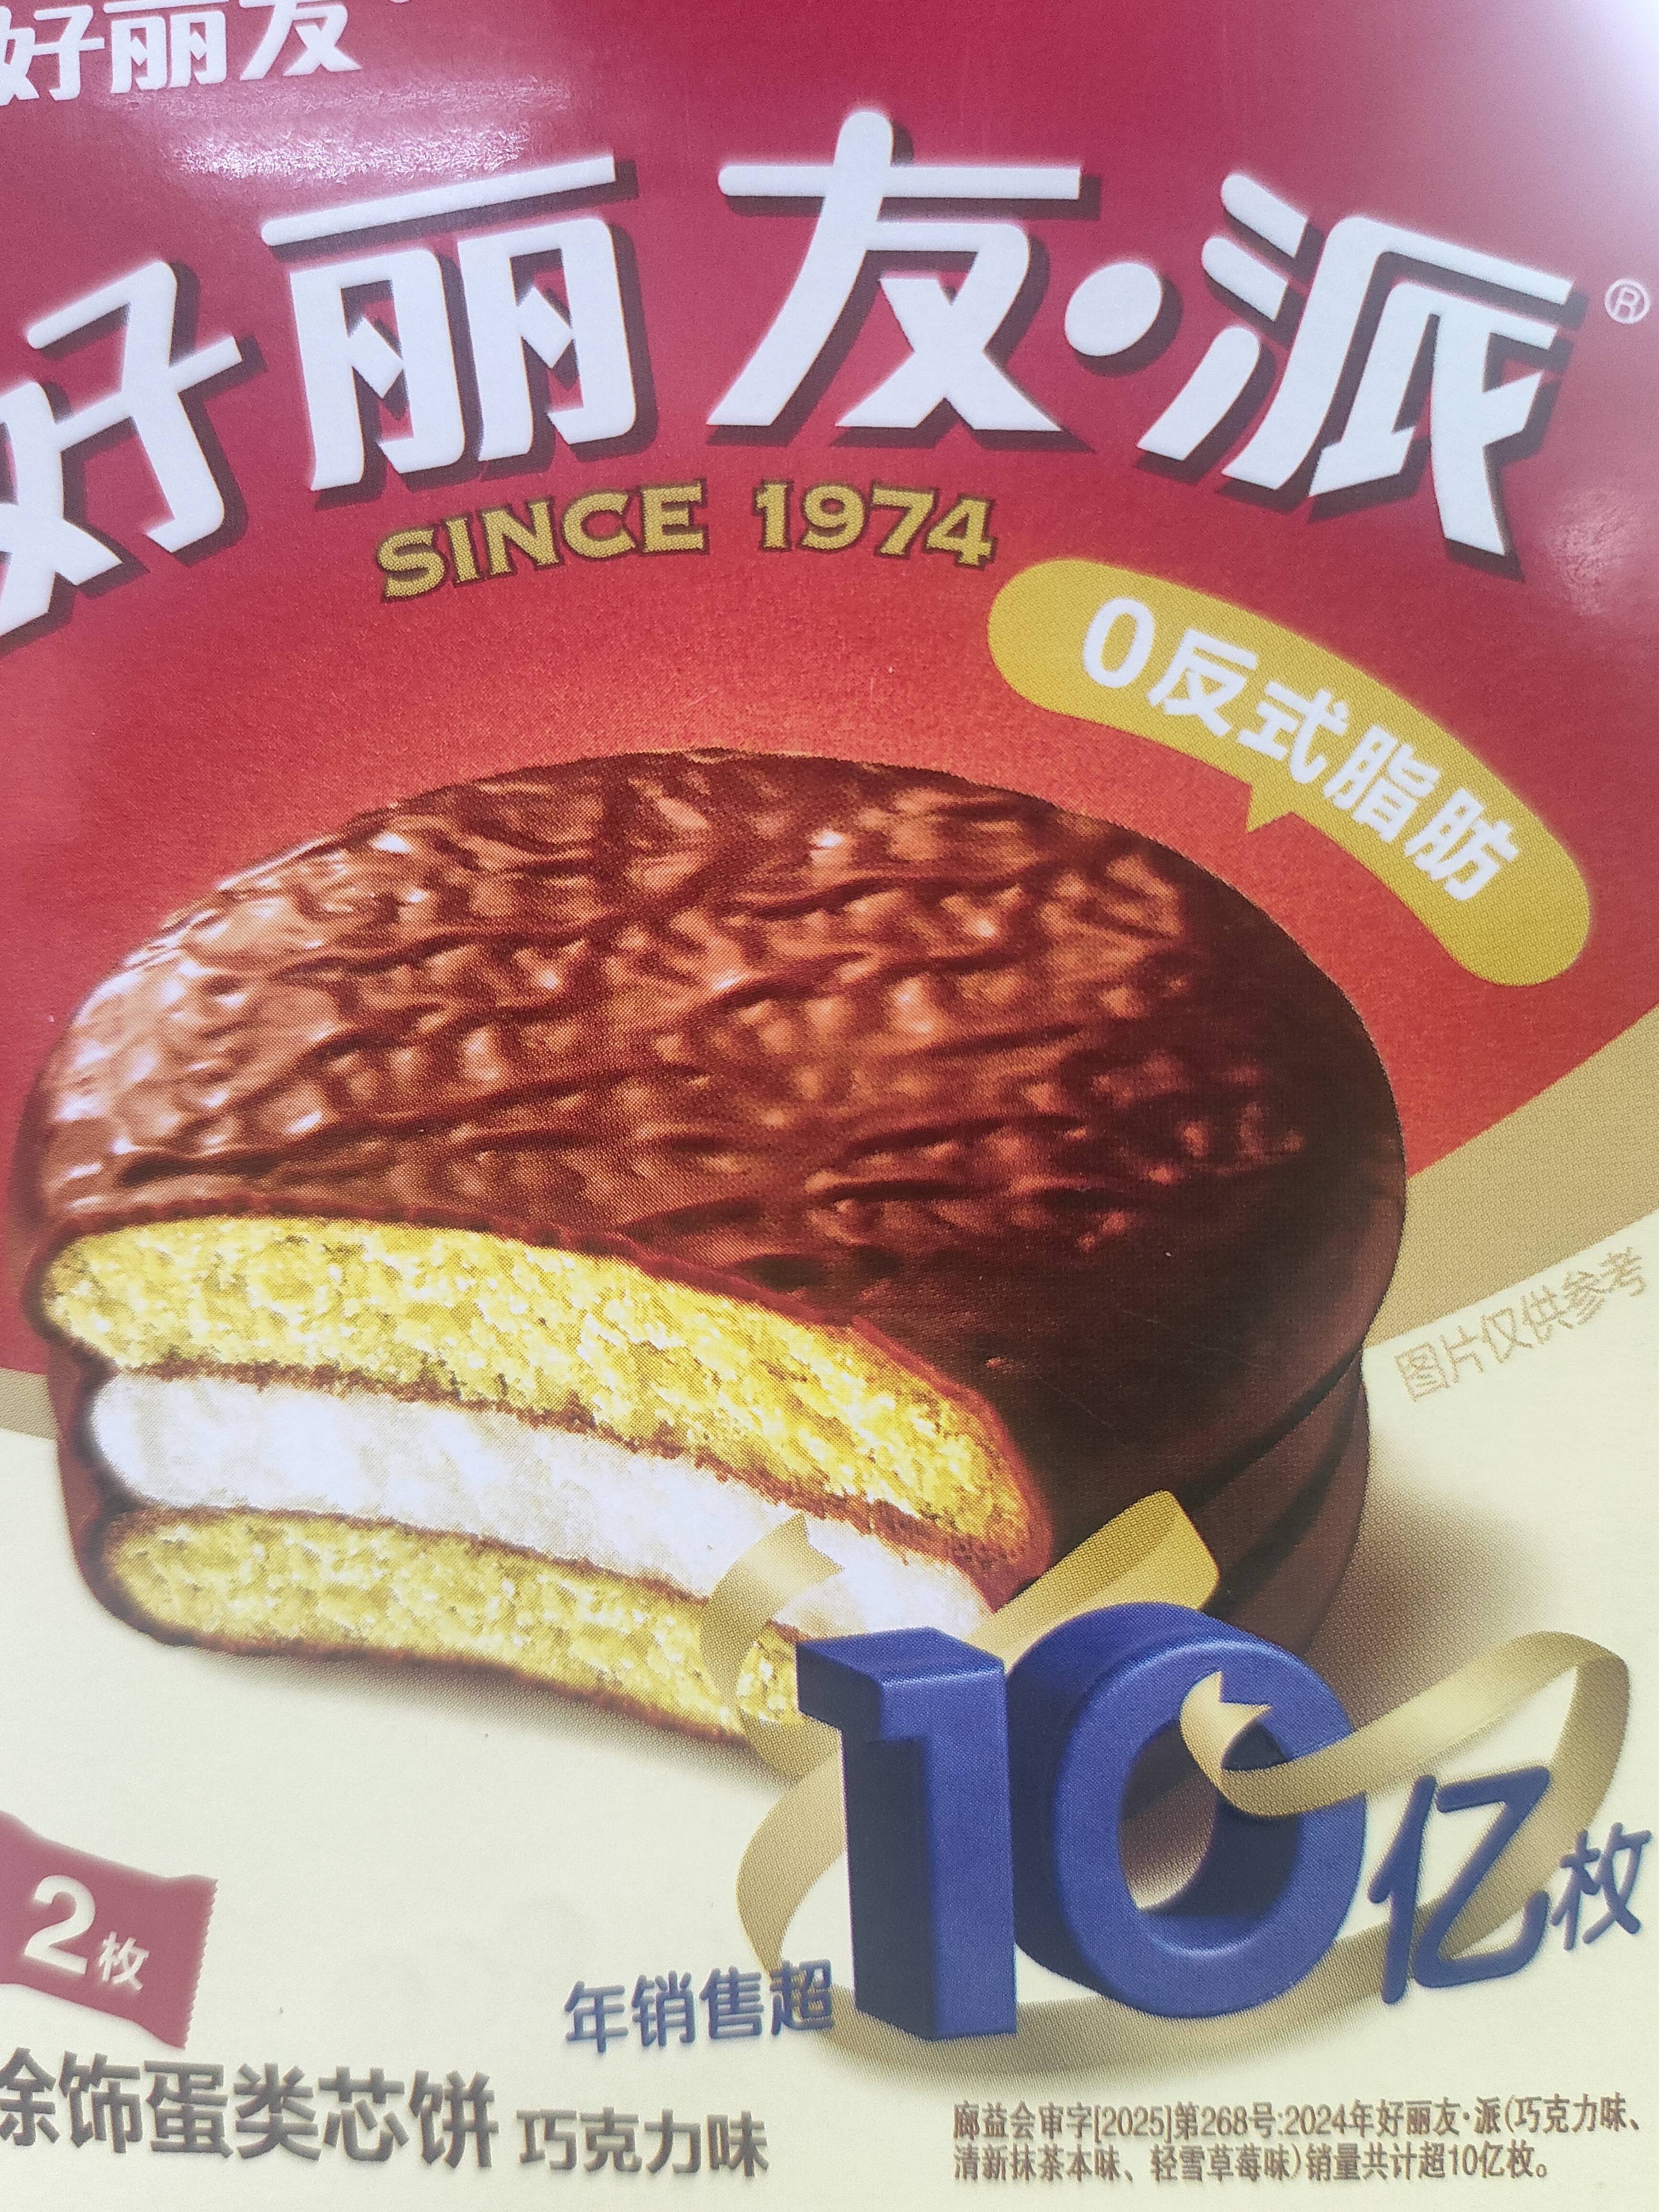 好丽友
好丽友·派®
SINCE 1974
0反式脂肪
图片仅供参考
10亿枚
2枚
年销售超
涂饰蛋类芯饼 巧克力味
廊益会审字[2025]第268号:2024年好丽友·派(巧克力味、
清新抹茶本味、轻雪草莓味)销量共计超10亿枚。